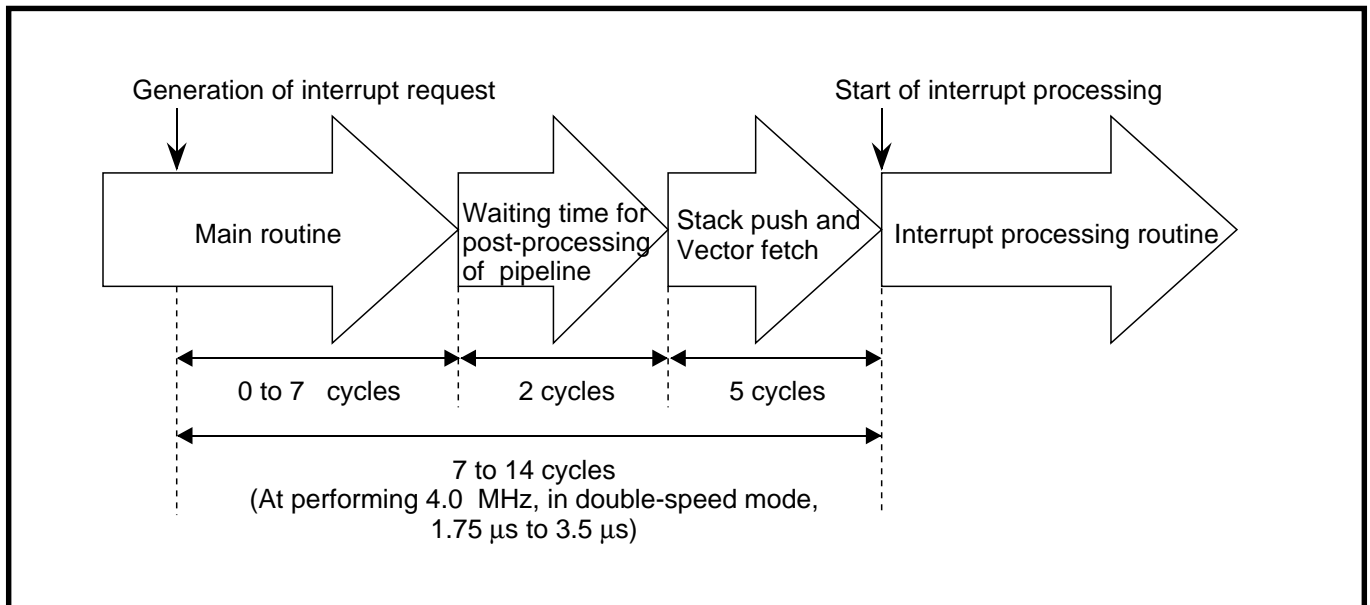 Generation of interrupt request
Start of interrupt processing
Main routine
Waiting time for
post-processing
of pipeline
Stack push and
Vector fetch
Interrupt processing routine
0 to 7 cycles
2 cycles
5 cycles
7 to 14 cycles
(At performing 4.0 MHz, in double-speed mode,
1.75 μs to 3.5 μs)